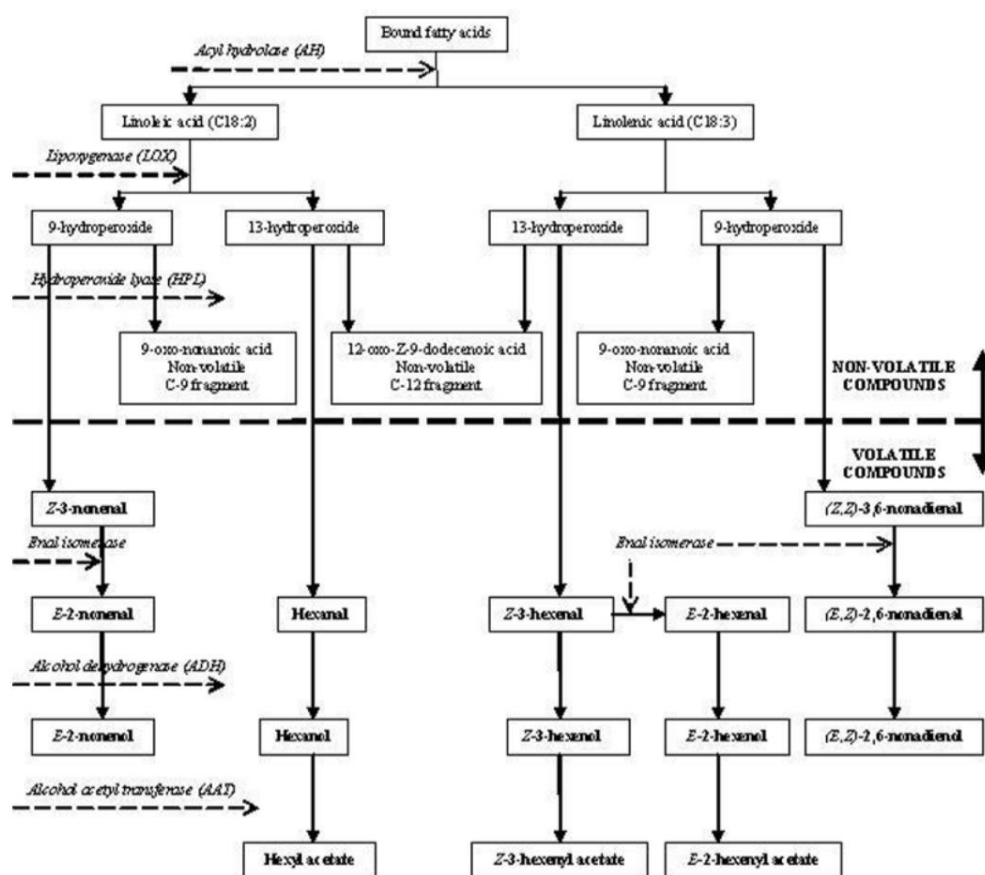 Bound fatty acids
Acyl hydrolase (AH)
Linoleic acid (C18:2)
Linolenic acid (C18:3)
Lipoxygenase (LOX)
9-hydroperoxide
13-hydroperoxide
13-hydroperoxide
9-hydroperoxide
Hydroperoxide lyase (HPL)
9-oxo-nonanoic acid
Non-volatile
C-9 fragment
12-oxo-Z-9-dodecenoic acid
Non-volatile
C-12 fragment
9-oxo-nonanoic acid
Non-volatile
C-9 fragment
NON-VOLATILE
COMPOUNDS
VOLATILE
COMPOUNDS
Z-3-nonenal
(Z,Z)-3,6-nonadienal
Enal isomerase
Enal isomerase
E-2-nonenal
Hexanal
Z-3-hexenal
E-2-hexenal
(E,Z)-2,6-nonadienal
Alcohol dehydrogenase (ADH)
E-2-nonenol
Hexanol
Z-3-hexenol
E-2-hexenol
(E,Z)-2,6-nonadienol
Alcohol acetyl transferase (AAT)
Hexyl acetate
Z-3-hexenyl acetate
E-2-hexenyl acetate